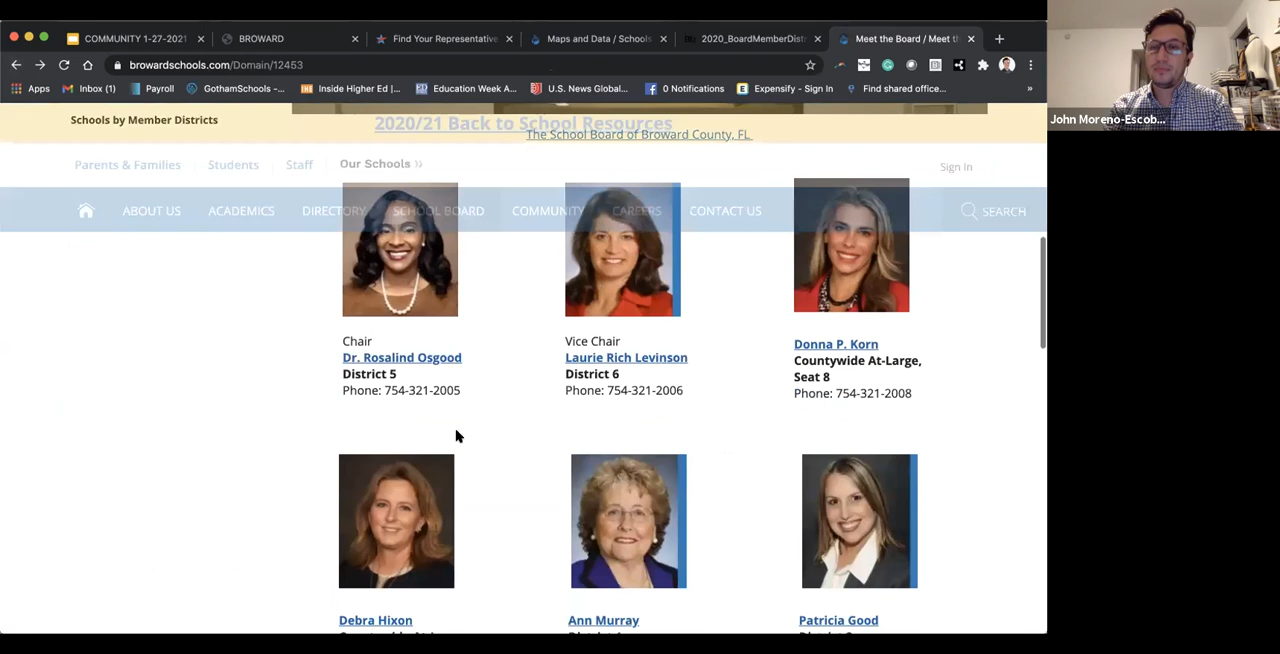 COMMUNITY 1-27-2021
BROWARD
Find Your Representative
Maps and Data / Schools
2020_BoardMemberDist
Meet the Board / Meet th
browardschools.com/Domain/12453
Apps
Inbox (1)
Payroll
GothamSchools –...
Inside Higher Ed |...
Education Week A...
U.S. News Global...
0 Notifications
Expensify - Sign In
Find shared office...
»
John Moreno-Escob...
Schools by Member Districts
2020/21 Back to School Resources
The School Board of Broward County, FL
Parents & Families
Students
Staff
Our Schools »
Sign In
ABOUT US
ACADEMICS
DIRECTORY
SCHOOL BOARD
COMMUNITY
CAREERS
CONTACT US
SEARCH
Chair
Dr. Rosalind Osgood
District 5
Phone: 754-321-2005
Vice Chair
Laurie Rich Levinson
District 6
Phone: 754-321-2006
Donna P. Korn
Countywide At-Large,
Seat 8
Phone: 754-321-2008
Debra Hixon
Ann Murray
Patricia Good